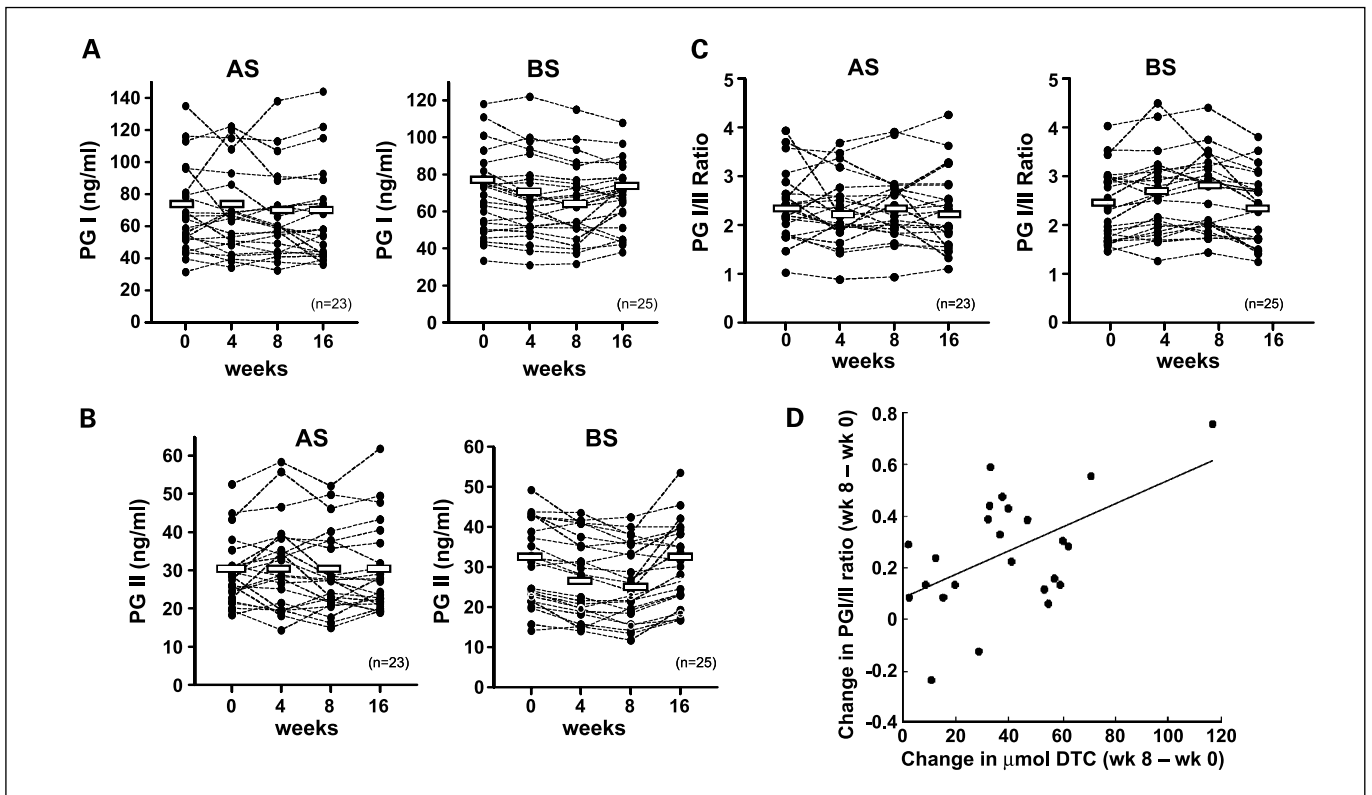 A
AS
PG I (ng/ml)
140
120
100
80
60
40
20
0
(n=23)
0 4 8 16
weeks
BS
PG I (ng/ml)
120
100
80
60
40
20
0
(n=25)
0 4 8 16
weeks
C
AS
PG I/II Ratio
5
4
3
2
1
0
(n=23)
0 4 8 16
weeks
BS
PG I/II Ratio
5
4
3
2
1
0
(n=25)
0 4 8 16
weeks
B
AS
PG II (ng/ml)
60
50
40
30
20
10
0
(n=23)
0 4 8 16
weeks
BS
PG II (ng/ml)
60
50
40
30
20
10
0
(n=25)
0 4 8 16
weeks
D
Change in PGI/II ratio (wk 8 – wk 0)
0.8
0.6
0.4
0.2
0
-0.2
-0.4
0 20 40 60 80 100 120
Change in μmol DTC (wk 8 – wk 0)